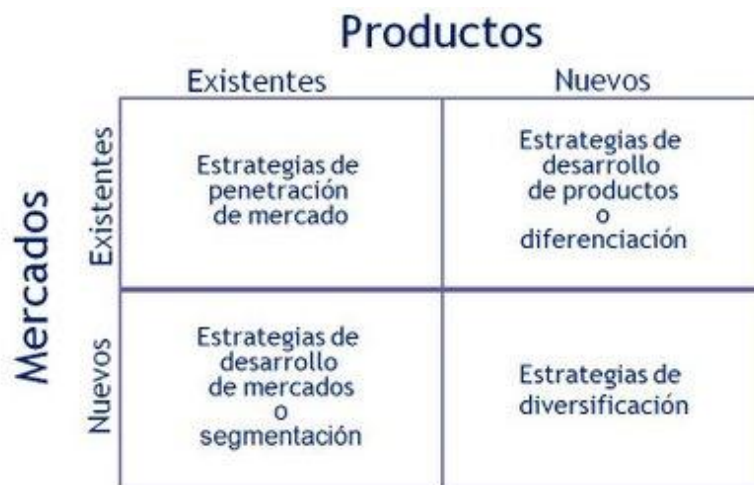 Productos
Existentes
Nuevos
Mercados
Existentes
Estrategias de
penetración
de mercado
Estrategias de
desarrollo
de productos
o
diferenciación
Nuevos
Estrategias de
desarrollo
de mercados
o
segmentación
Estrategias de
diversificación